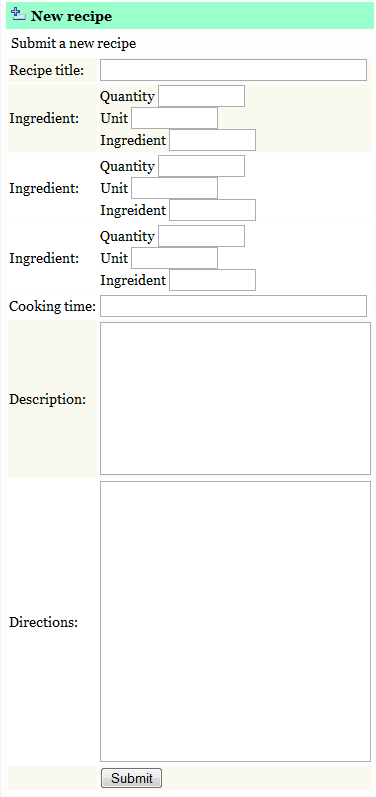 New recipe
Submit a new recipe
Recipe title:
Ingredient:
Quantity
Unit
Ingredient
Ingredient:
Quantity
Unit
Ingreident
Ingredient:
Quantity
Unit
Ingreident
Cooking time:
Description:
Directions:
Submit